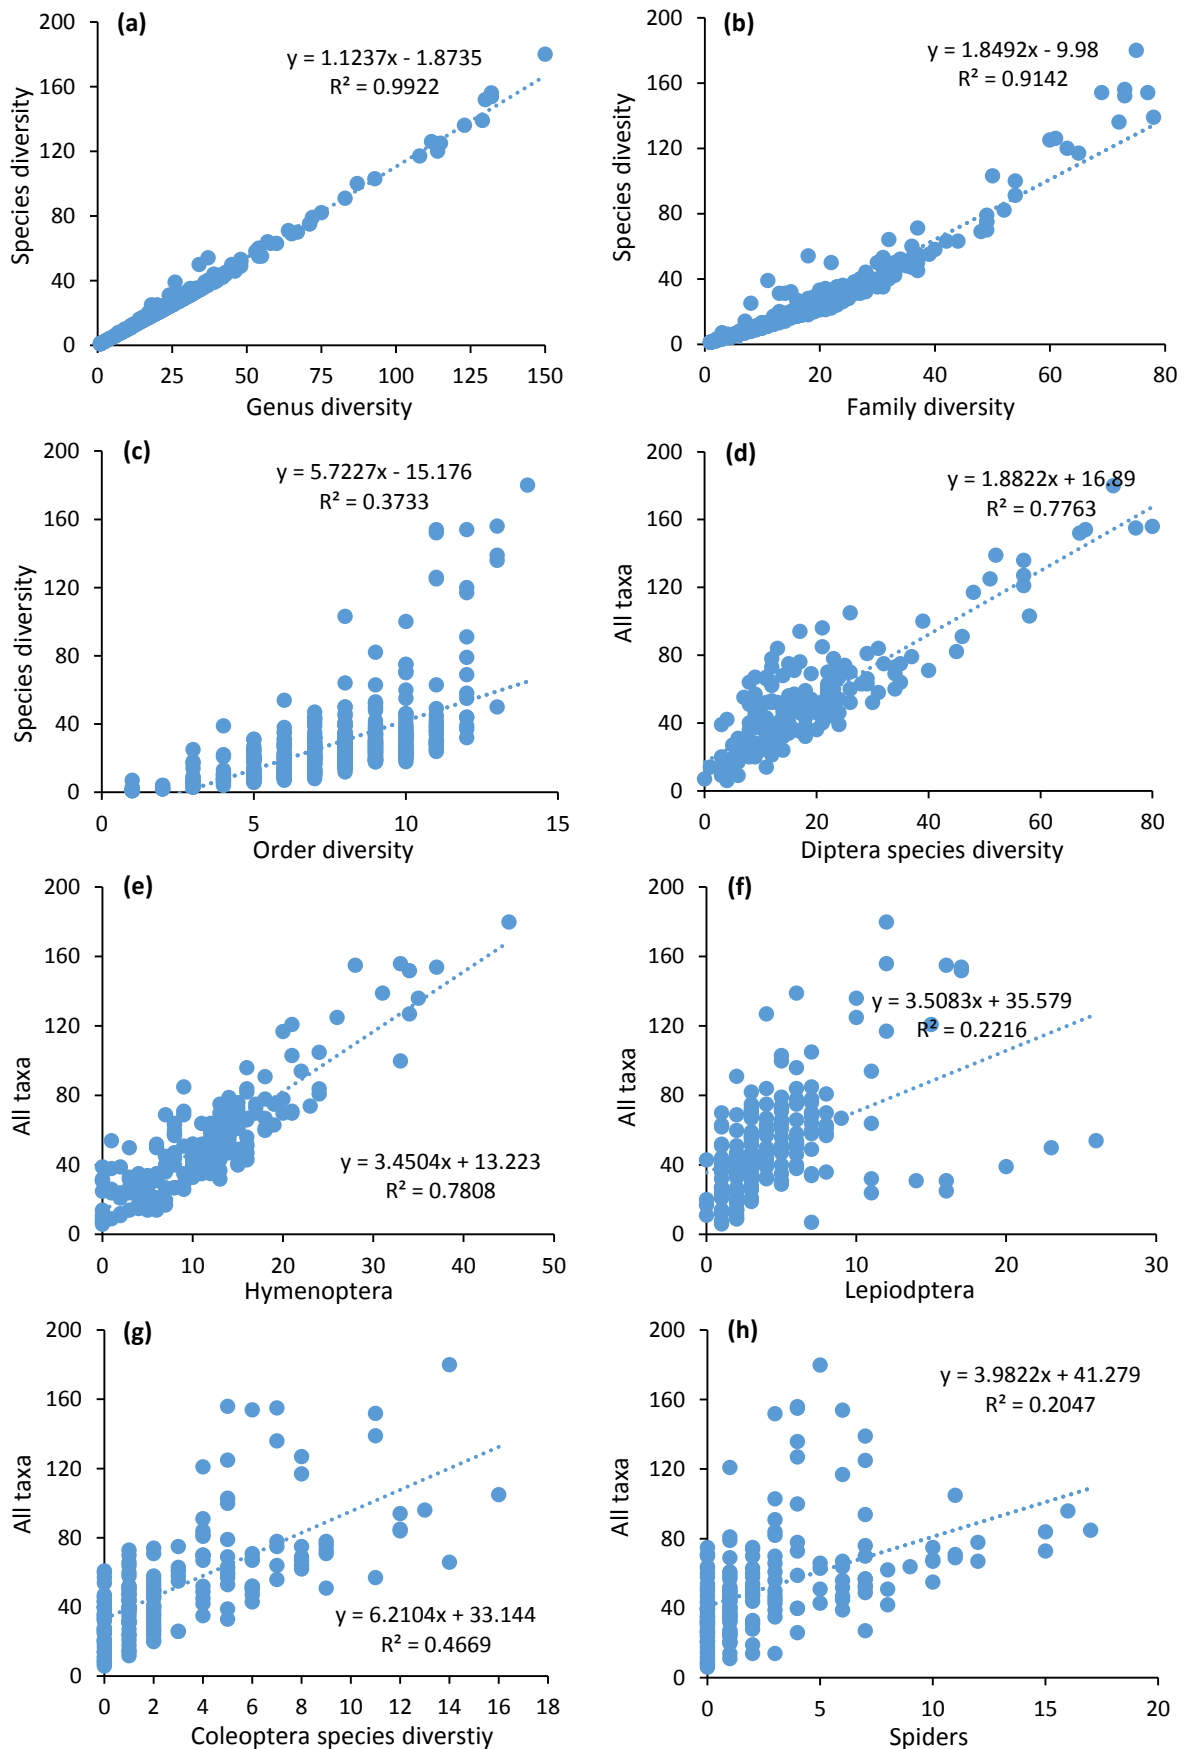 (a)
y = 1.1237x - 1.8735
R² = 0.9922
Species diversity
200
160
120
80
40
0
0 25 50 75 100 125 150
Genus diversity
(b)
y = 1.8492x - 9.98
R² = 0.9142
Species divesity
200
160
120
80
40
0
0 20 40 60 80
Family diversity
(c)
y = 5.7227x - 15.176
R² = 0.3733
Species diversity
200
160
120
80
40
0
0 5 10 15
Order diversity
(d)
y = 1.8822x + 16.89
R² = 0.7763
All taxa
200
160
120
80
40
0
0 20 40 60 80
Diptera species diversity
(e)
y = 3.4504x + 13.223
R² = 0.7808
All taxa
200
160
120
80
40
0
0 10 20 30 40 50
Hymenoptera
(f)
y = 3.5083x + 35.579
R² = 0.2216
All taxa
200
160
120
80
40
0
0 10 20 30
Lepiodptera
(g)
y = 6.2104x + 33.144
R² = 0.4669
All taxa
200
160
120
80
40
0
0 2 4 6 8 10 12 14 16 18
Coleoptera species diverstiy
(h)
y = 3.9822x + 41.279
R² = 0.2047
All taxa
200
160
120
80
40
0
0 5 10 15 20
Spiders